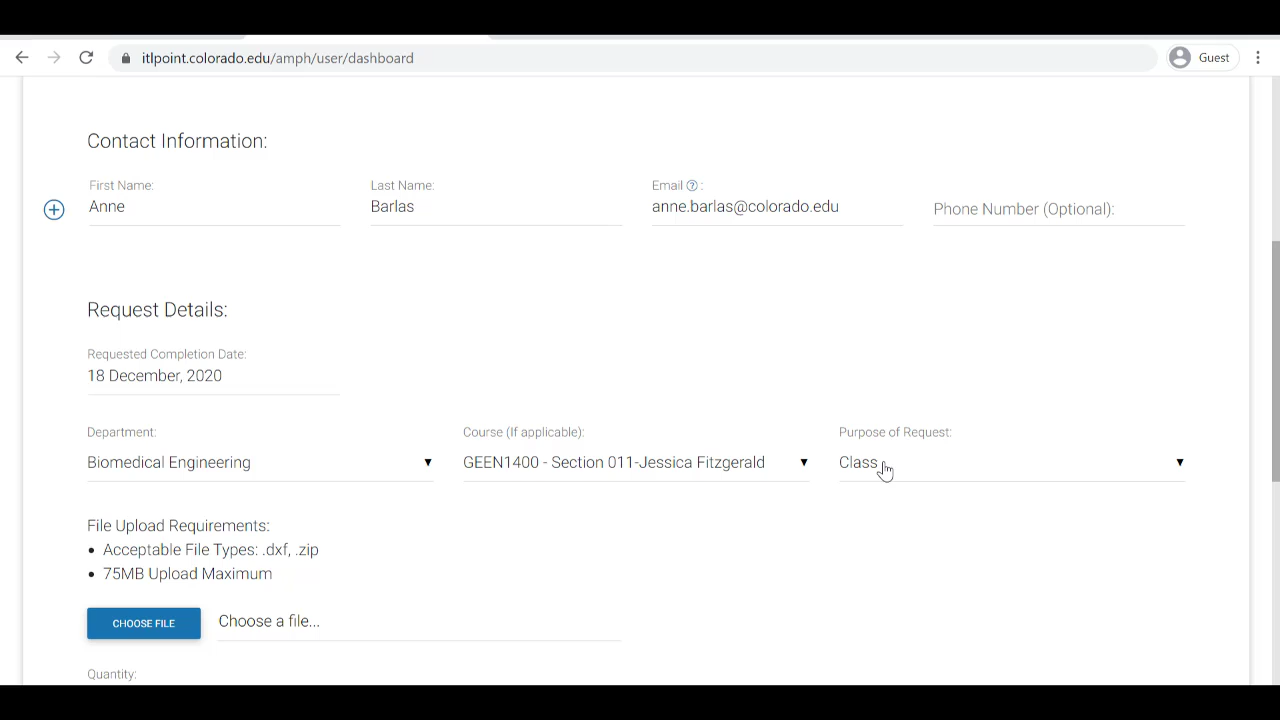 itlpoint.colorado.edu/amph/user/dashboard
Guest
Contact Information:
First Name: Last Name: Email ? :
Anne Barlas anne.barlas@colorado.edu Phone Number (Optional):
Request Details:
Requested Completion Date:
18 December, 2020
Department: Course (If applicable): Purpose of Request:
Biomedical Engineering GEEN1400 - Section 011-Jessica Fitzgerald Class
File Upload Requirements:
• Acceptable File Types: .dxf, .zip
• 75MB Upload Maximum
CHOOSE FILE Choose a file...
Quantity: